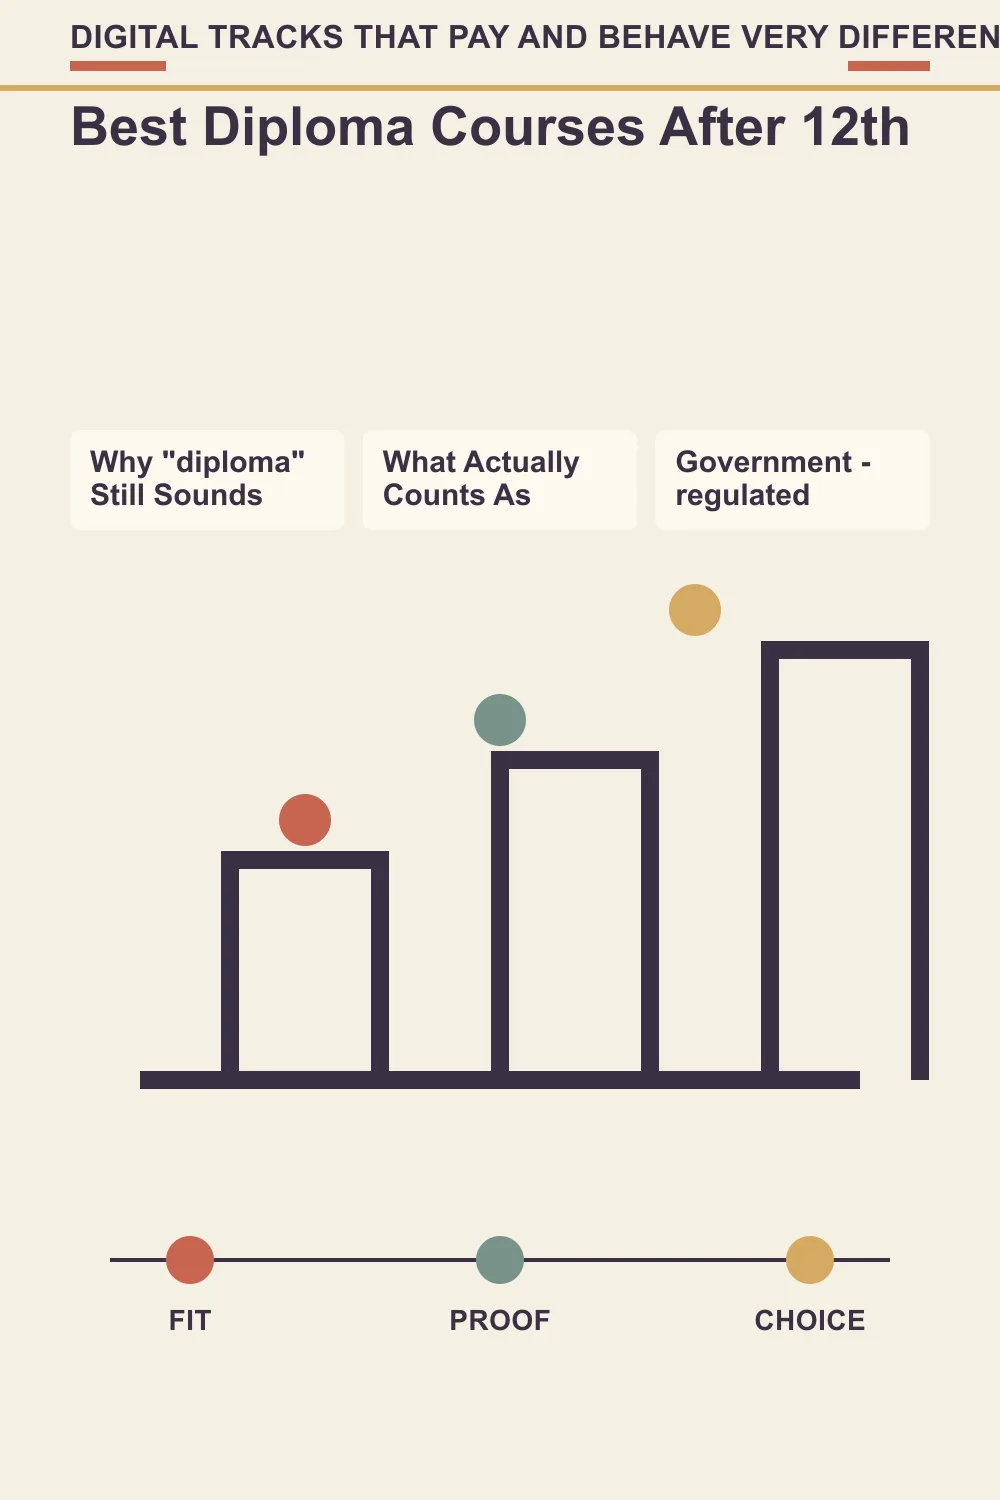 DIGITAL TRACKS THAT PAY AND BEHAVE VERY DIFFEREN
Best Diploma Courses After 12th
Why "diploma"
Still Sounds
What Actually
Counts As
Government -
regulated
FIT
PROOF
CHOICE